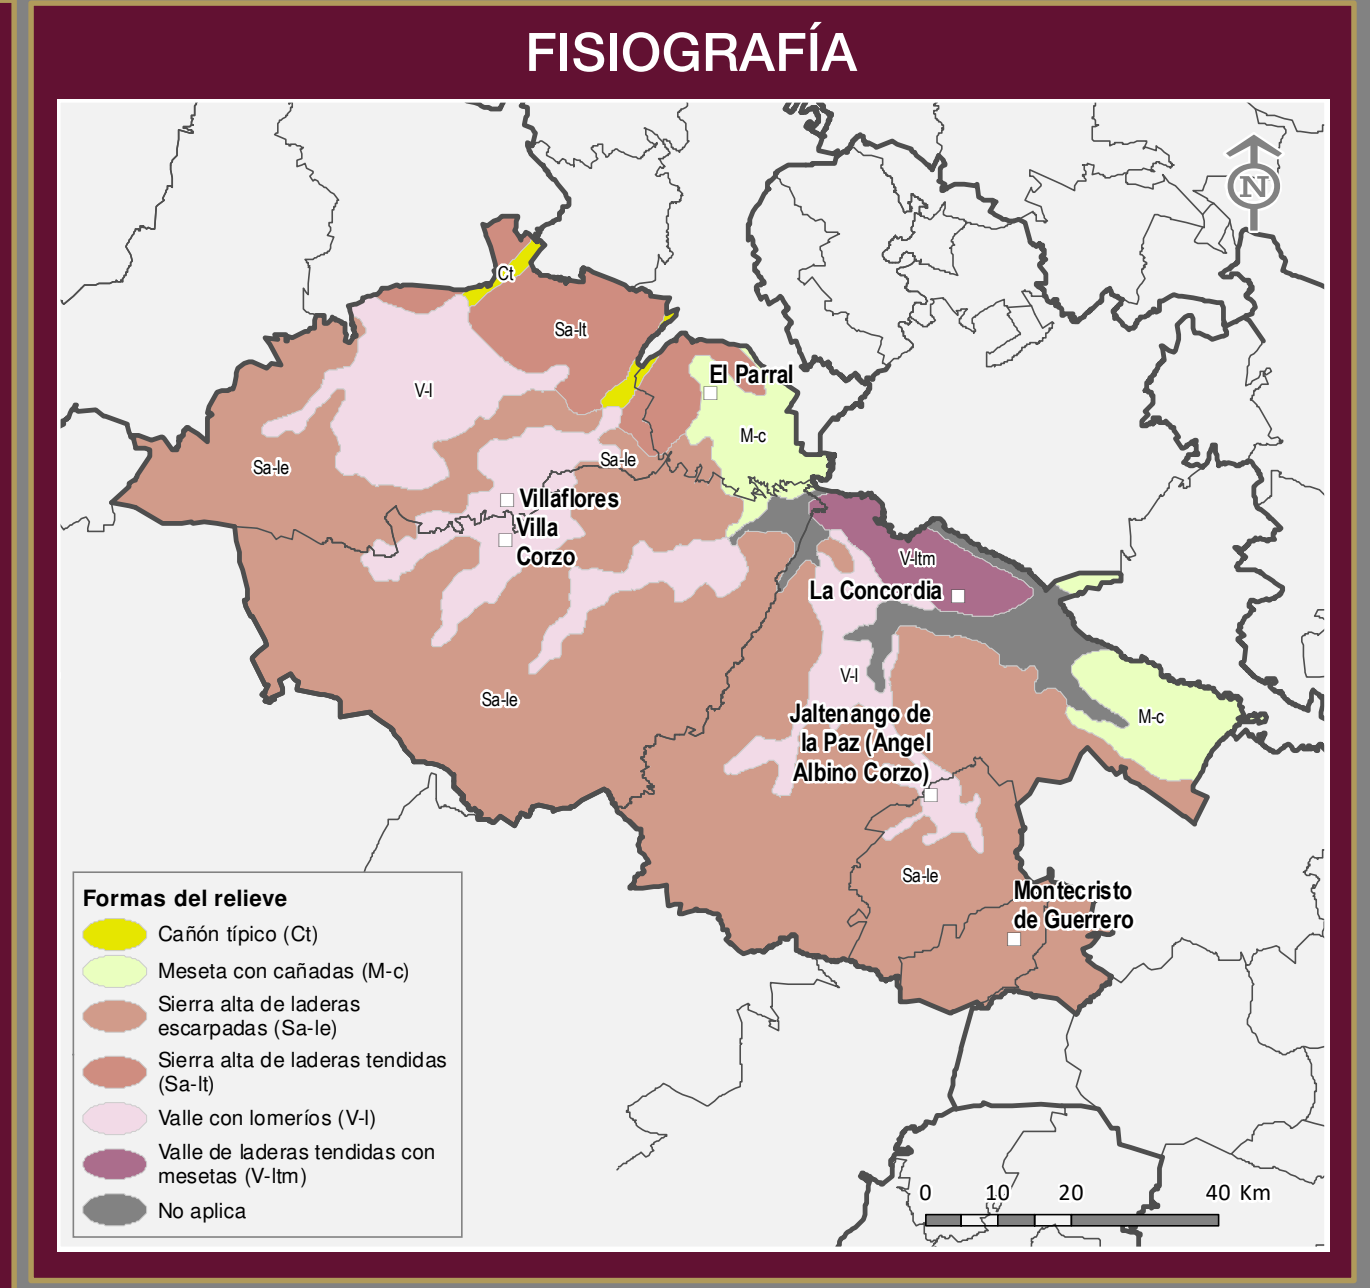 FISIOGRAFÍA
N
Ct
Sa-lt
El Parral
V-l
M-c
Sa-le
Sa-le
Villaflores
Villa
Corzo
V-ltm
La Concordia
V-l
Sa-le
Jaltenango de
la Paz (Angel
Albino Corzo)
M-c
Sa-le
Montecristo
de Guerrero
Formas del relieve
Cañón típico (Ct)
Meseta con cañadas (M-c)
Sierra alta de laderas
escarpadas (Sa-le)
Sierra alta de laderas tendidas
(Sa-lt)
Valle con lomeríos (V-l)
Valle de laderas tendidas con
mesetas (V-ltm)
No aplica
0 10 20 40 Km